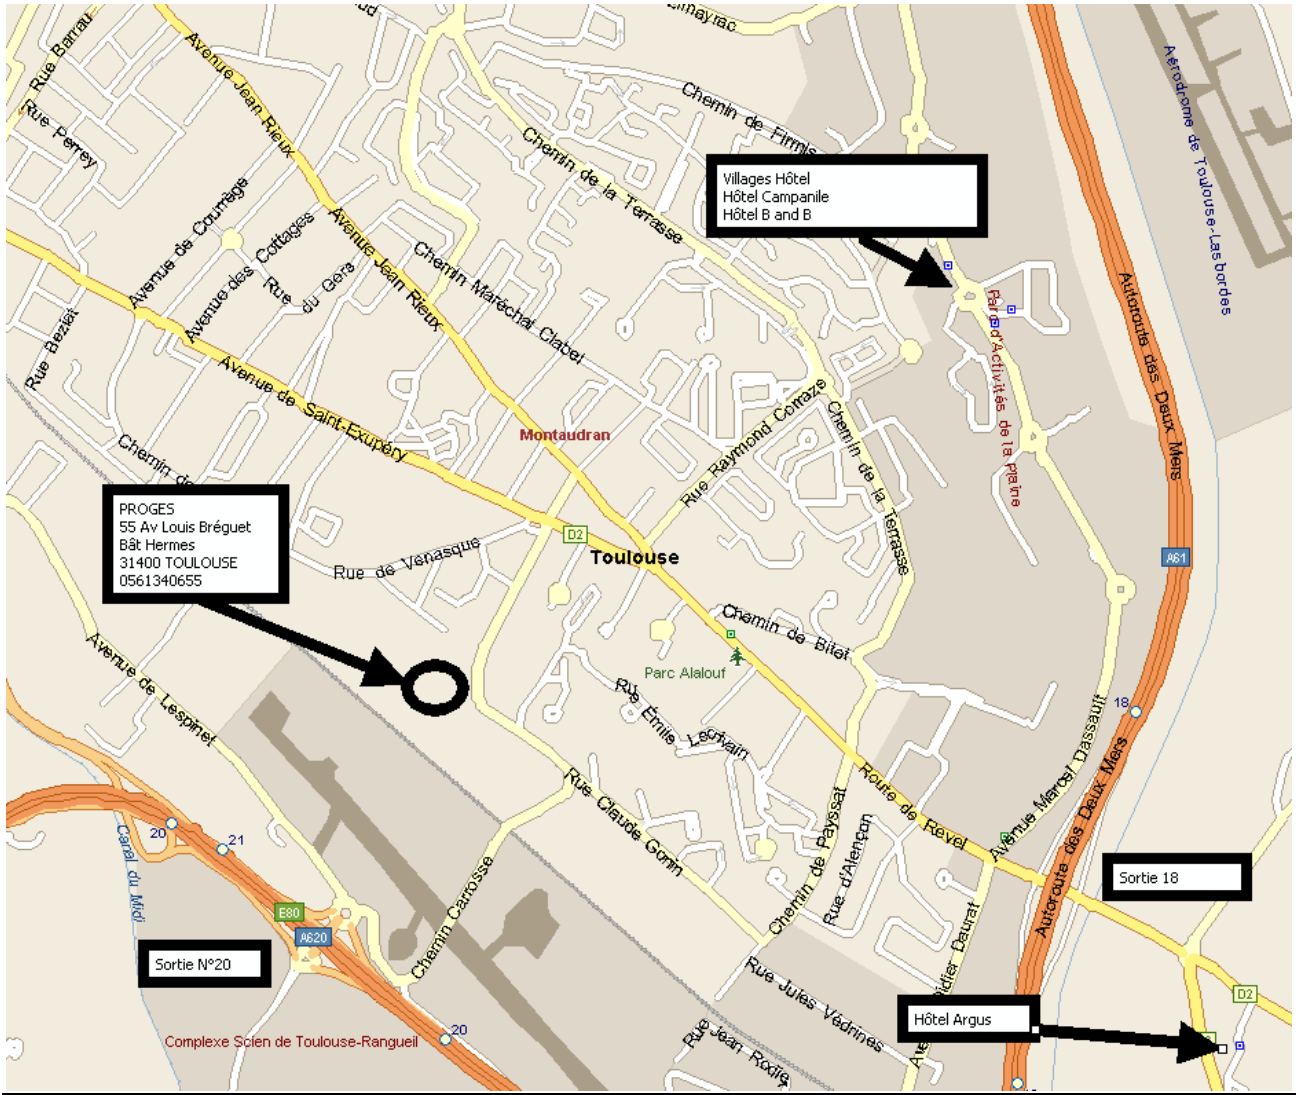 Rue Barrau
Avenue Jean Rieux
Rue Perrey
Chemin de Firmis
Chemin de la Terrasse
Aérodrome de Toulouse-Lasbordes
Villages Hôtel
Hôtel Campanile
Hôtel B and B
Avenue de Courrège
Avenue des Cottages
Rue du Gers
Avenue Jean Rieux
Chemin Maréchal Clabel
Parc d'Activités de la Plaine
Autoroute des Deux Mers
Rue Beziat
Avenue de Saint-Exupéry
Montaudran
Rue Raymond Corraze
Chemin de la Terrasse
Chemin de
PROGES
55 Av Louis Bréguet
Bât Hermes
31400 TOULOUSE
0561340655
D2
Toulouse
A61
Rue de Venasque
Chemin de Bitet
Avenue de Lespinet
Parc Alalouf
Rue Émile Lecrivain
18
Avenue Marcel Dassault
Autoroute des Deux Mers
Rue Claude Gonin
Route de Revel
Chemin de Payssat
Rue d'Alençon
20
21
Canal du Midi
E80
A620
Chemin Carrosse
Sortie 18
Sortie N°20
Rue Jules Védrines
Didier Daurat
D2
Hôtel Argus
20
Complexe Scien de Toulouse-Rangueil
Rue Jean Rodier